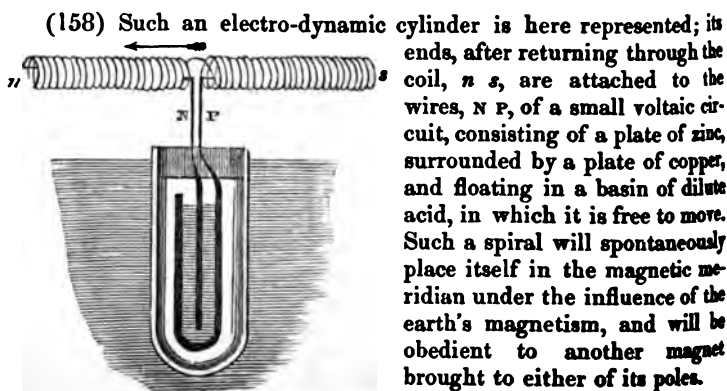 (158) Such an electro-dynamic cylinder is here represented; its
ends, after returning through the
coil, n s, are attached to the
wires, N P, of a small voltaic cir-
cuit, consisting of a plate of zinc,
surrounded by a plate of copper,
and floating in a basin of dilute
acid, in which it is free to move.
Such a spiral will spontaneously
place itself in the magnetic me-
ridian under the influence of the
earth's magnetism, and will be
obedient to another magnet
brought to either of its poles.
n
s
N P